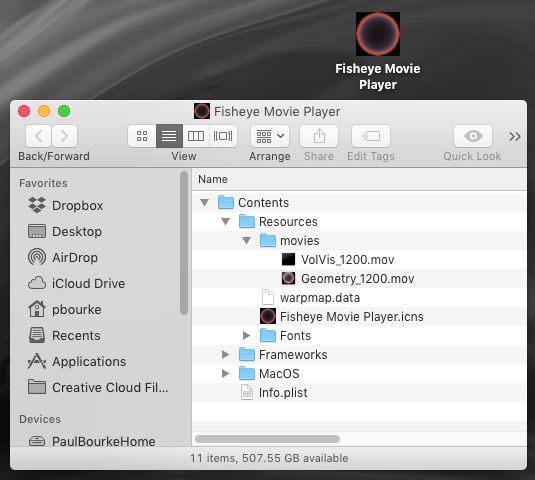 Fisheye Movie
Player
Fisheye Movie Player
Back/Forward
View
Arrange
Share
Edit Tags
Quick Look
Favorites
Dropbox
Desktop
AirDrop
iCloud Drive
pbourke
Recents
Applications
Creative Cloud Fil...
Devices
PaulBourkeHome
Name
Contents
Resources
movies
VolVis_1200.mov
Geometry_1200.mov
warpmap.data
Fisheye Movie Player.icns
Fonts
Frameworks
MacOS
Info.plist
11 items, 507.55 GB available